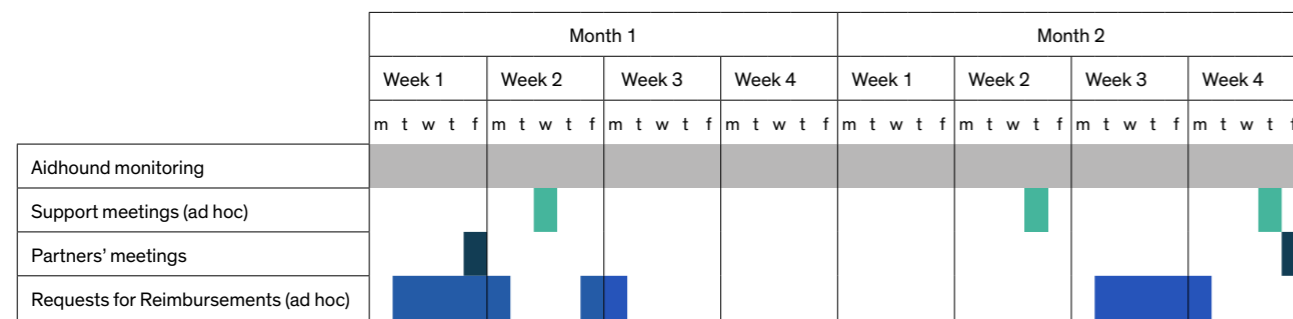 Month 1 Month 2
Week 1 Week 2 Week 3 Week 4 Week 1 Week 2 Week 3 Week 4
m t w t f m t w t f m t w t f m t w t f m t w t f m t w t f m t w t f m t w t f
Aidhound monitoring
Support meetings (ad hoc)
Partners’ meetings
Requests for Reimbursements (ad hoc)